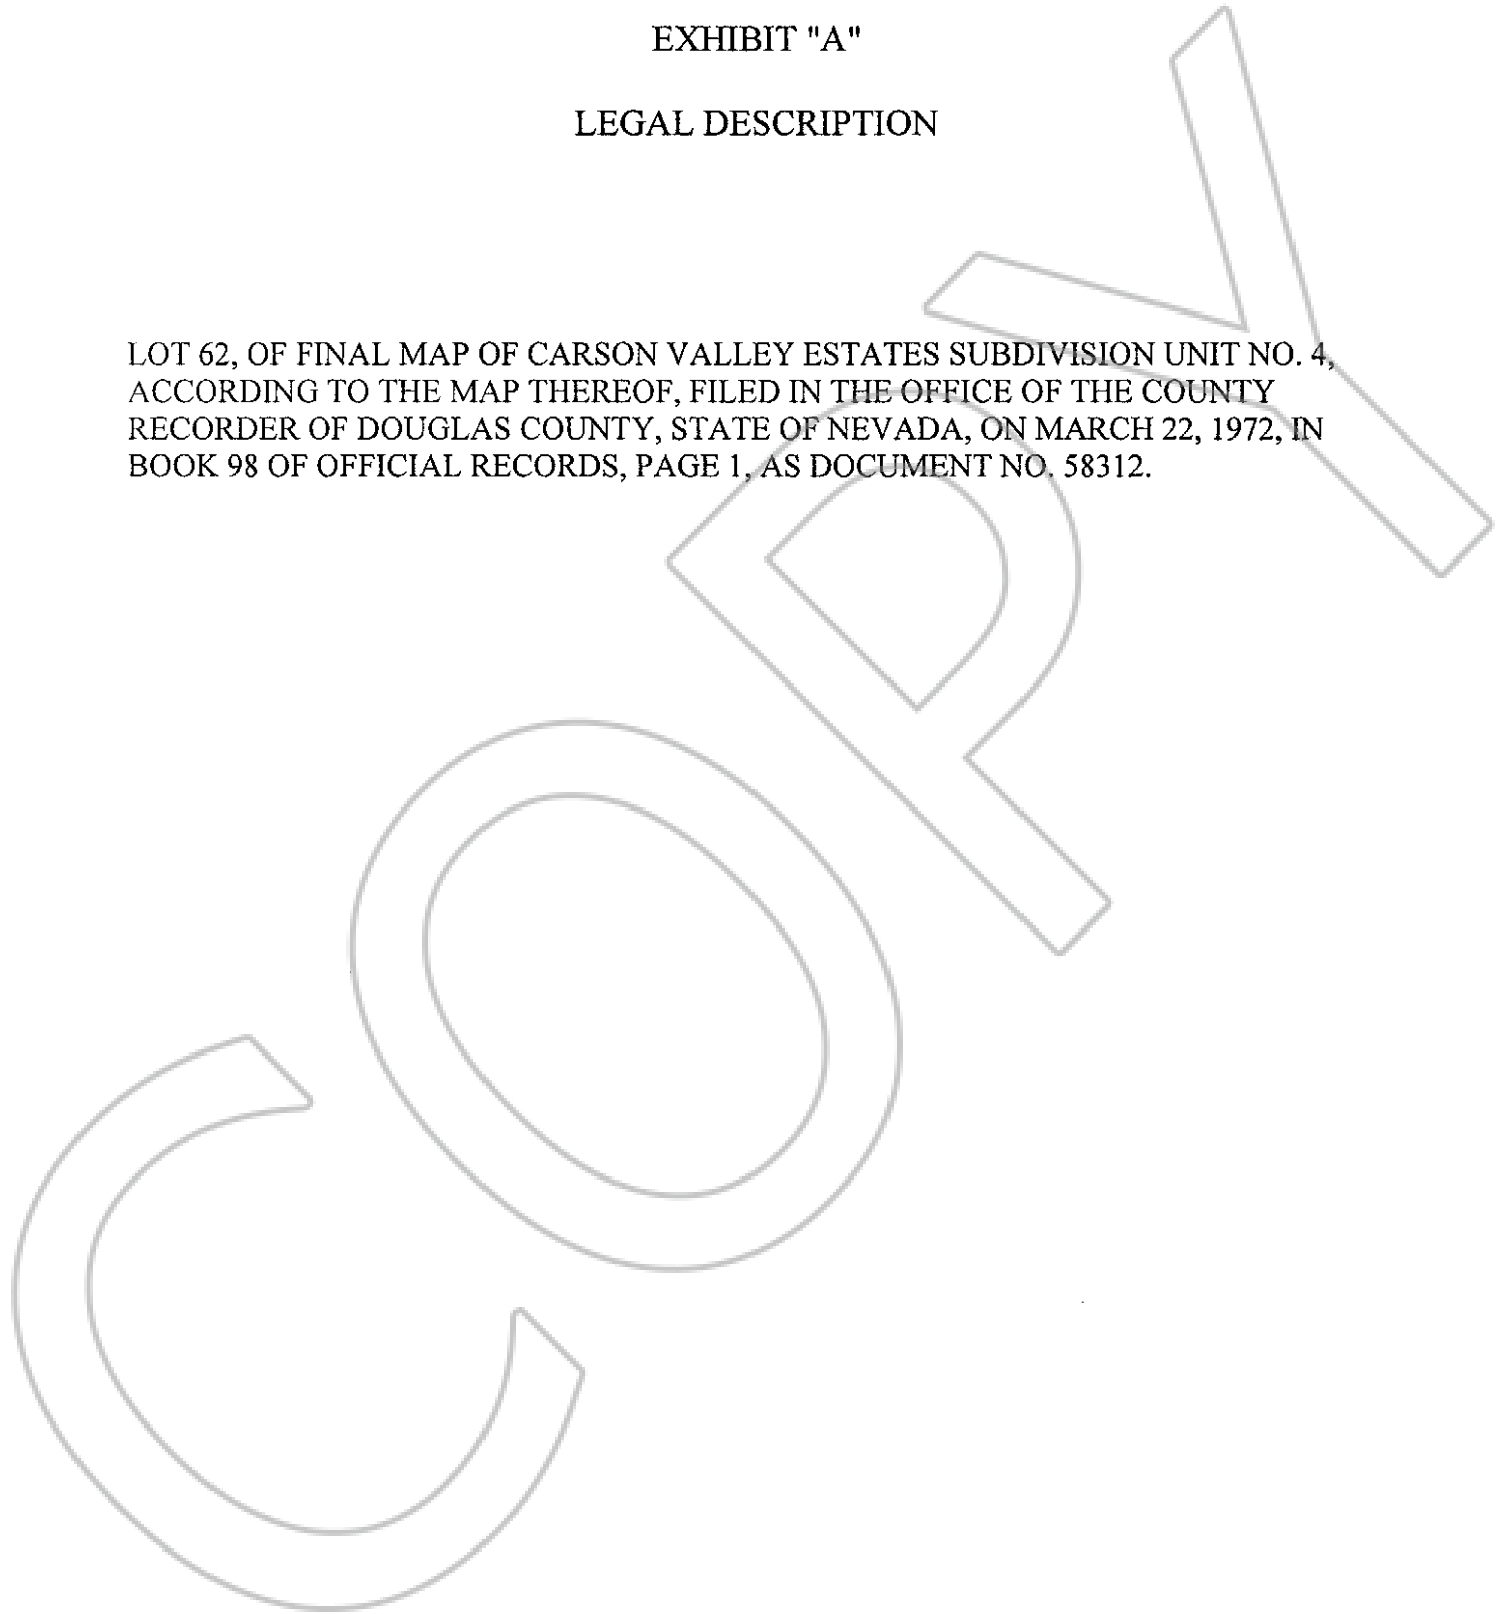 EXHIBIT "A"
LEGAL DESCRIPTION
LOT 62, OF FINAL MAP OF CARSON VALLEY ESTATES SUBDIVISION UNIT NO. 4,
ACCORDING TO THE MAP THEREOF, FILED IN THE OFFICE OF THE COUNTY
RECORDER OF DOUGLAS COUNTY, STATE OF NEVADA, ON MARCH 22, 1972, IN
BOOK 98 OF OFFICIAL RECORDS, PAGE 1, AS DOCUMENT NO. 58312.
COPY